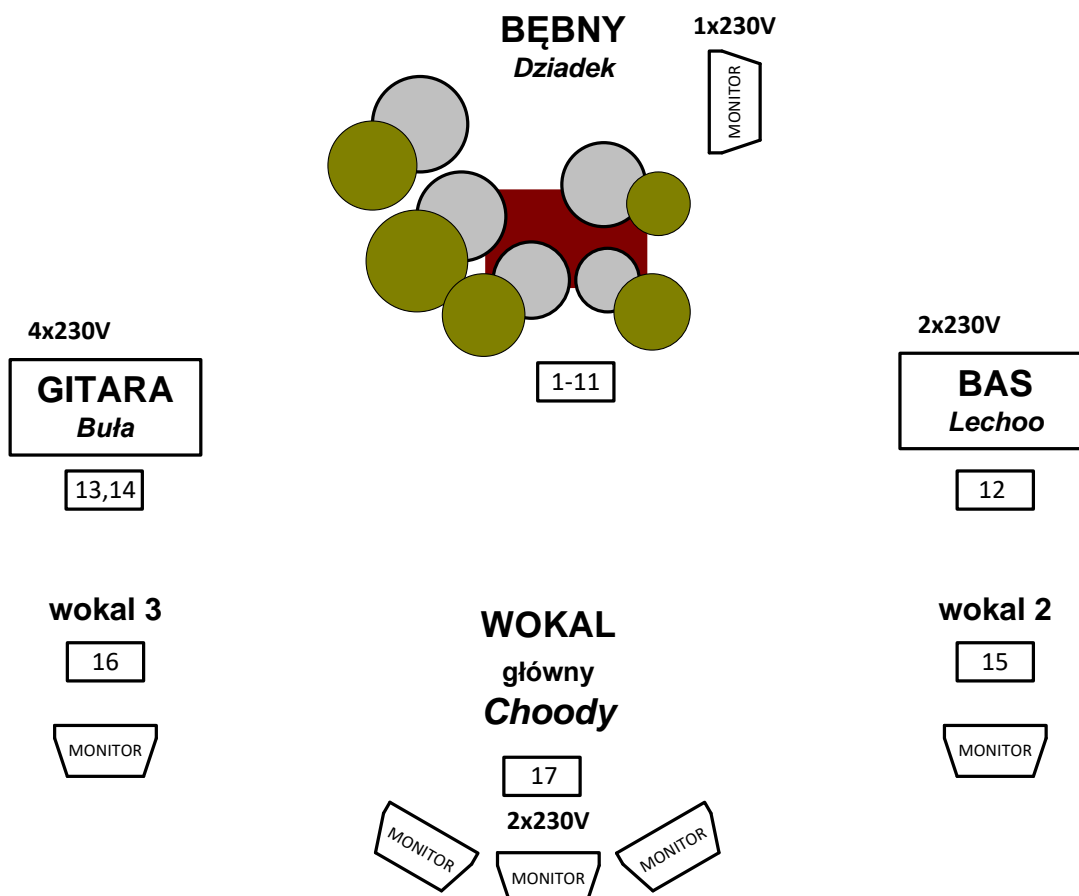 BĘBNY
Dziadek
1x230V
MONITOR
1-11
4x230V
GITARA
Buła
13,14
2x230V
BAS
Lechoo
12
wokal 3
16
MONITOR
WOKAL
główny
Choody
17
2x230V
MONITOR
MONITOR
MONITOR
wokal 2
15
MONITOR